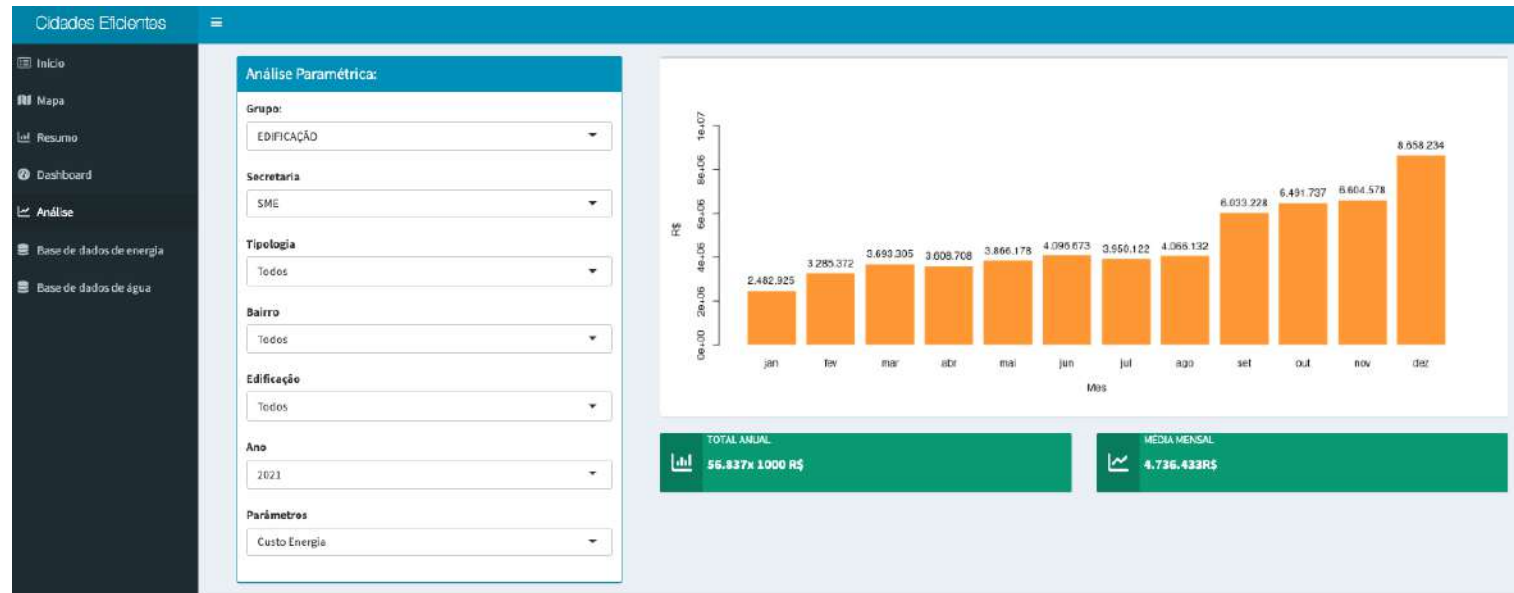 Cidades Eficientes
Início
Mapa
Resumo
Dashboard
Análise
Base de dados de energia
Base de dados de água
Análise Paramétrica:
Grupo:
EDIFICAÇÃO
Secretaria
SME
Tipologia
Todos
Bairro
Todos
Edificação
Todos
Ano
2021
Parâmetros
Custo Energia
R$
0e+00 2e+06 4e+06 6e+06 8e+06 1e+07
2.482.925 3.285.372 3.693.305 3.608.708 3.866.178 4.096.673 3.950.122 4.066.132 6.033.228 6.491.737 6.604.578 8.658.234
jan fev mar abr mai jun jul ago set out nov dez
Mes
TOTAL ANUAL
56.837x 1000 R$
MÉDIA MENSAL
4.736.433R$